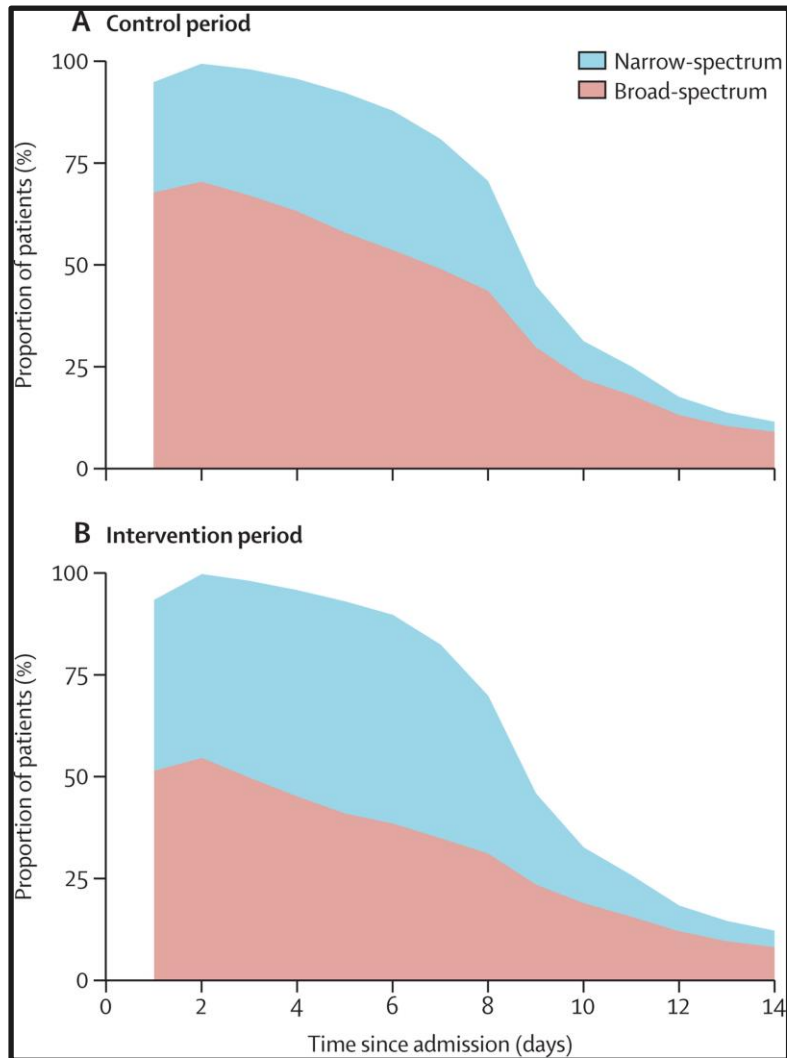 A Control period
Narrow-spectrum
Broad-spectrum
Proportion of patients (%)
100
75
50
25
0
B Intervention period
Proportion of patients (%)
100
75
50
25
0
0 2 4 6 8 10 12 14
Time since admission (days)